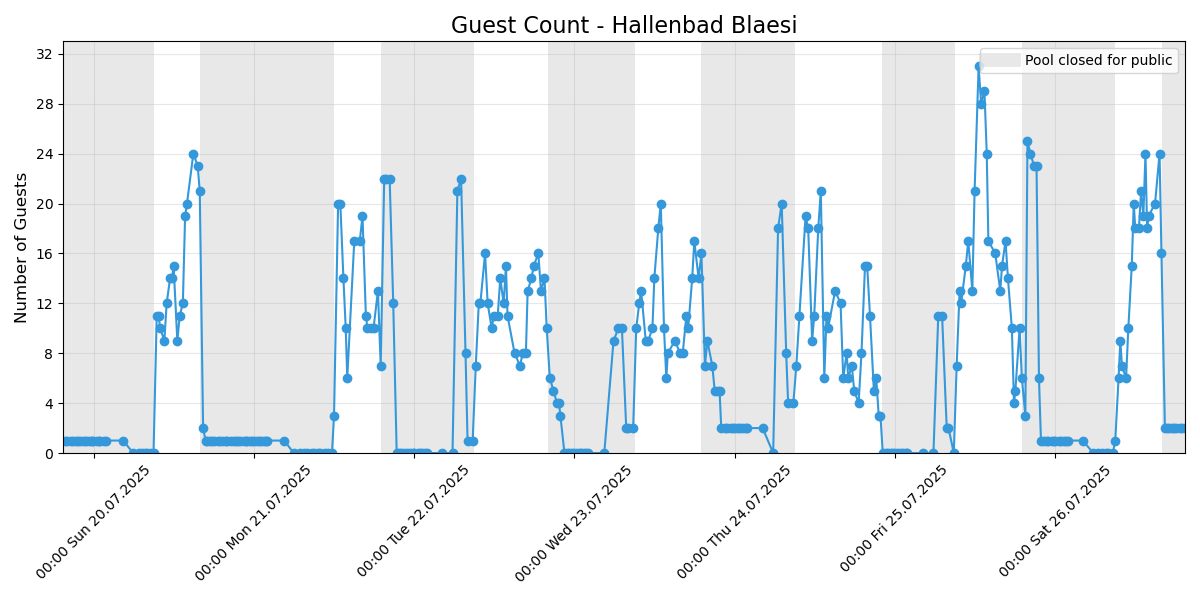 Guest Count - Hallenbad Blaesi
Pool closed for public
Number of Guests
32
28
24
20
16
12
8
4
0
00:00 Sun 20.07.2025
00:00 Mon 21.07.2025
00:00 Tue 22.07.2025
00:00 Wed 23.07.2025
00:00 Thu 24.07.2025
00:00 Fri 25.07.2025
00:00 Sat 26.07.2025